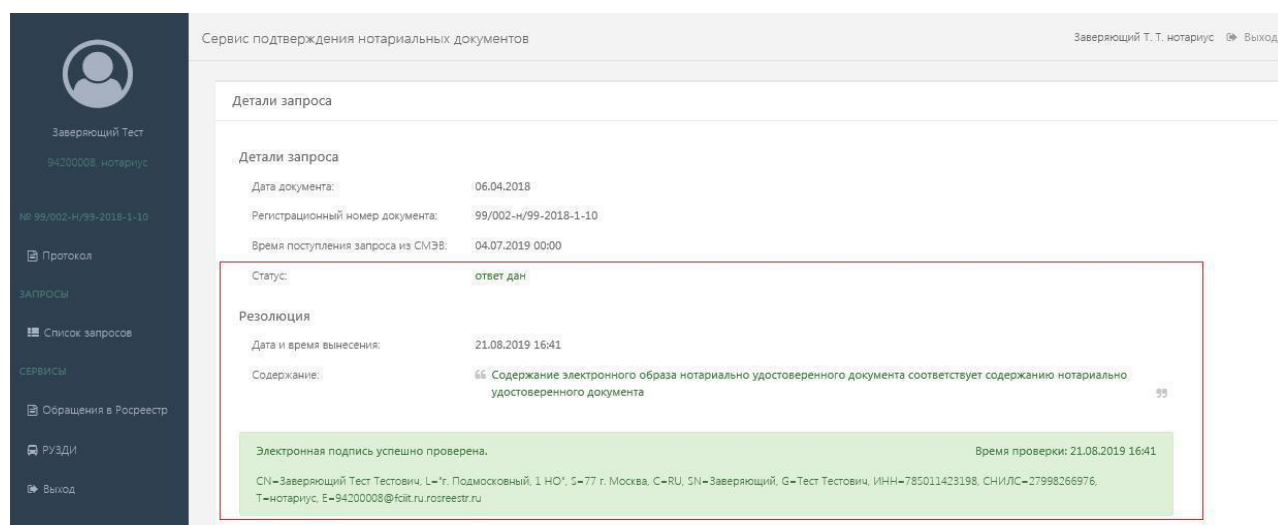 Сервис подтверждения нотариальных документов
Заверяющий Т. Т. нотариус Выход
Заверяющий Тест
94200008, нотариус
№ 99/002-Н/99-2018-1-10
Протокол
ЗАПРОСЫ
Список запросов
СЕРВИСЫ
Обращения в Росреестр
РУЗДИ
Выход
Детали запроса
Детали запроса
Дата документа: 06.04.2018
Регистрационный номер документа: 99/002-н/99-2018-1-10
Время поступления запроса из СМЭВ: 04.07.2019 00:00
Статус: ответ дан
Резолюция
Дата и время вынесения: 21.08.2019 16:41
Содержание: Содержание электронного образа нотариально удостоверенного документа соответствует содержанию нотариально
удостоверенного документа
Электронная подпись успешно проверена. Время проверки: 21.08.2019 16:41
CN=Заверяющий Тест Тестович, L="г. Подмосковный, 1 НО", S=77 г. Москва, C=RU, SN=Заверяющий, G=Тест Тестович, ИНН=785011423198, СНИЛС=27998266976,
T=нотариус, E=94200008@fciit.ru.rosreestr.ru